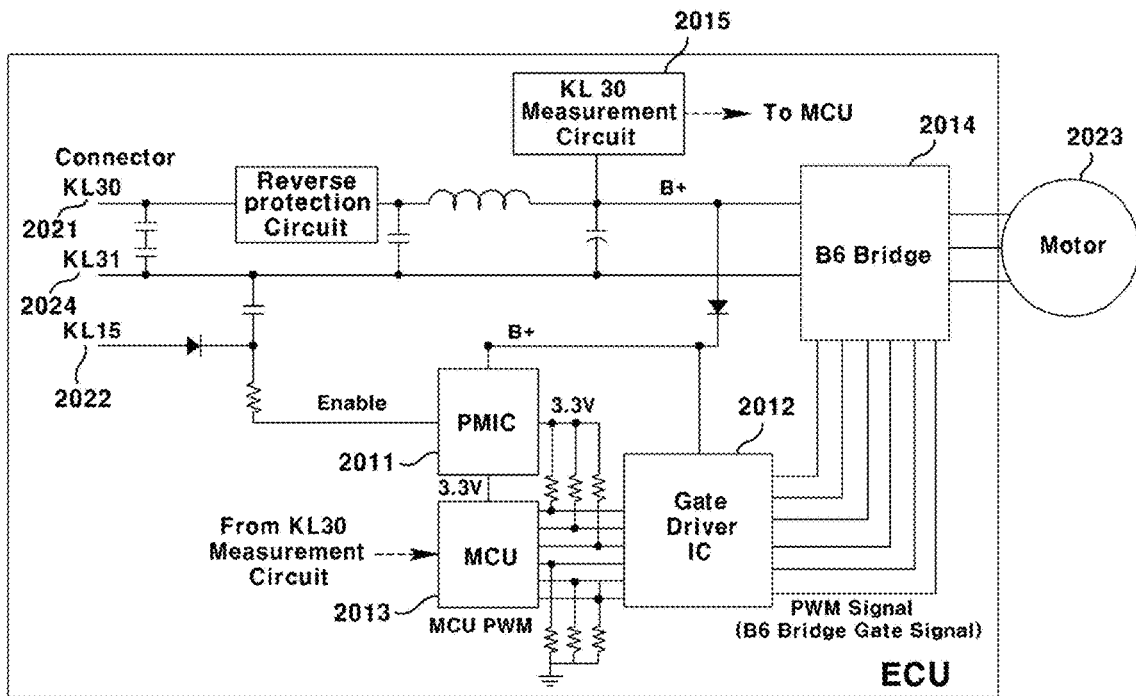 2015
KL 30
Measurement
Circuit
To MCU
2014
2023
Connector
KL30
2021
Reverse
protection
Circuit
B+
B6 Bridge
Motor
KL31
2024
KL15
2022
B+
Enable
PMIC
3.3V
2012
2011
3.3V
Gate
Driver
IC
From KL30
Measurement
Circuit
MCU
2013
MCU PWM
PWM Signal
(B6 Bridge Gate Signal)
ECU